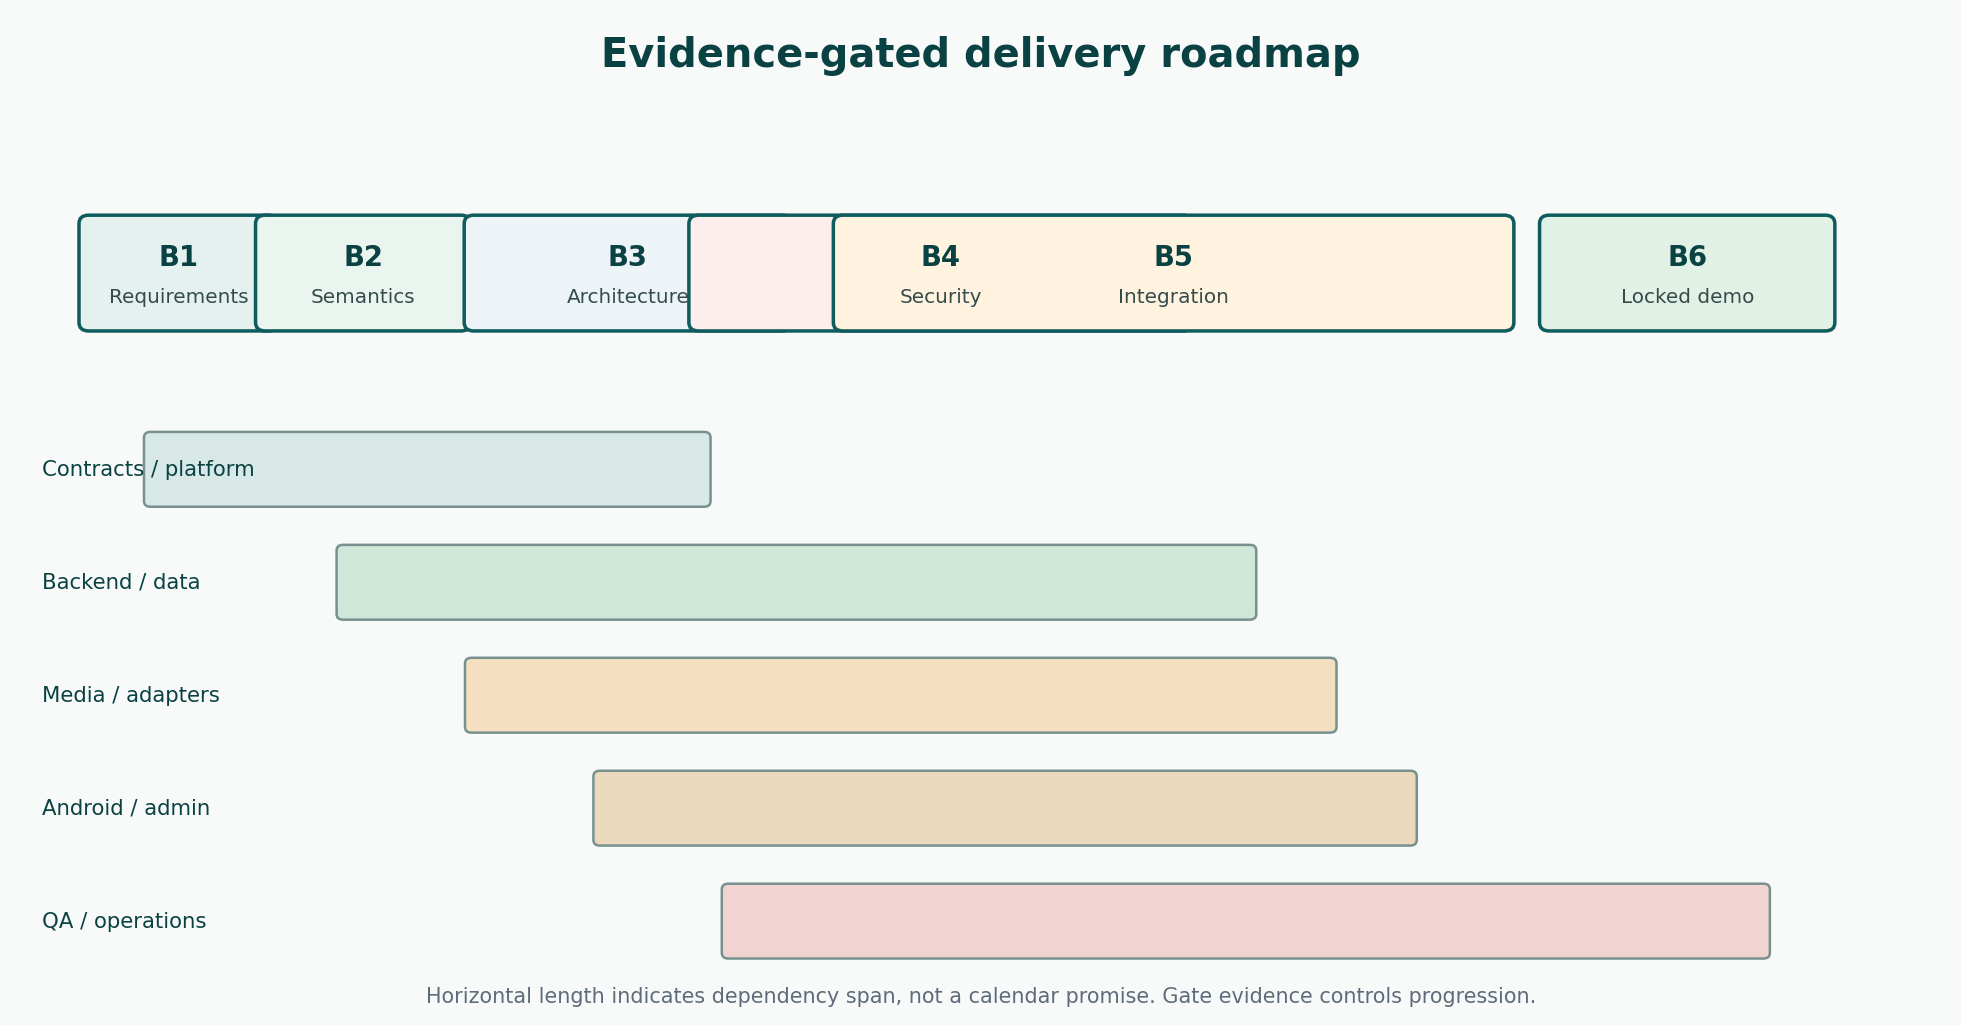 Evidence-gated delivery roadmap
B1
Requirements
B2
Semantics
B3
Architecture
B4
Security
B5
Integration
B6
Locked demo
Contracts / platform
Backend / data
Media / adapters
Android / admin
QA / operations
Horizontal length indicates dependency span, not a calendar promise. Gate evidence controls progression.